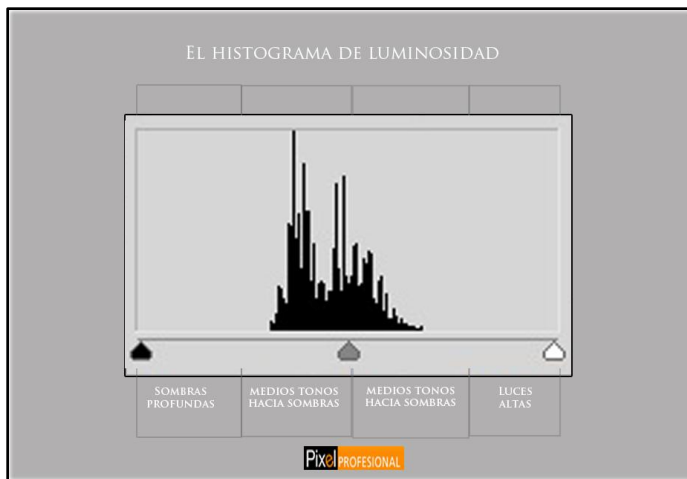 EL HISTOGRAMA DE LUMINOSIDAD
SOMBRAS
PROFUNDAS
MEDIOS TONOS
HACIA SOMBRAS
MEDIOS TONOS
HACIA SOMBRAS
LUCES
ALTAS
Pixel PROFESIONAL